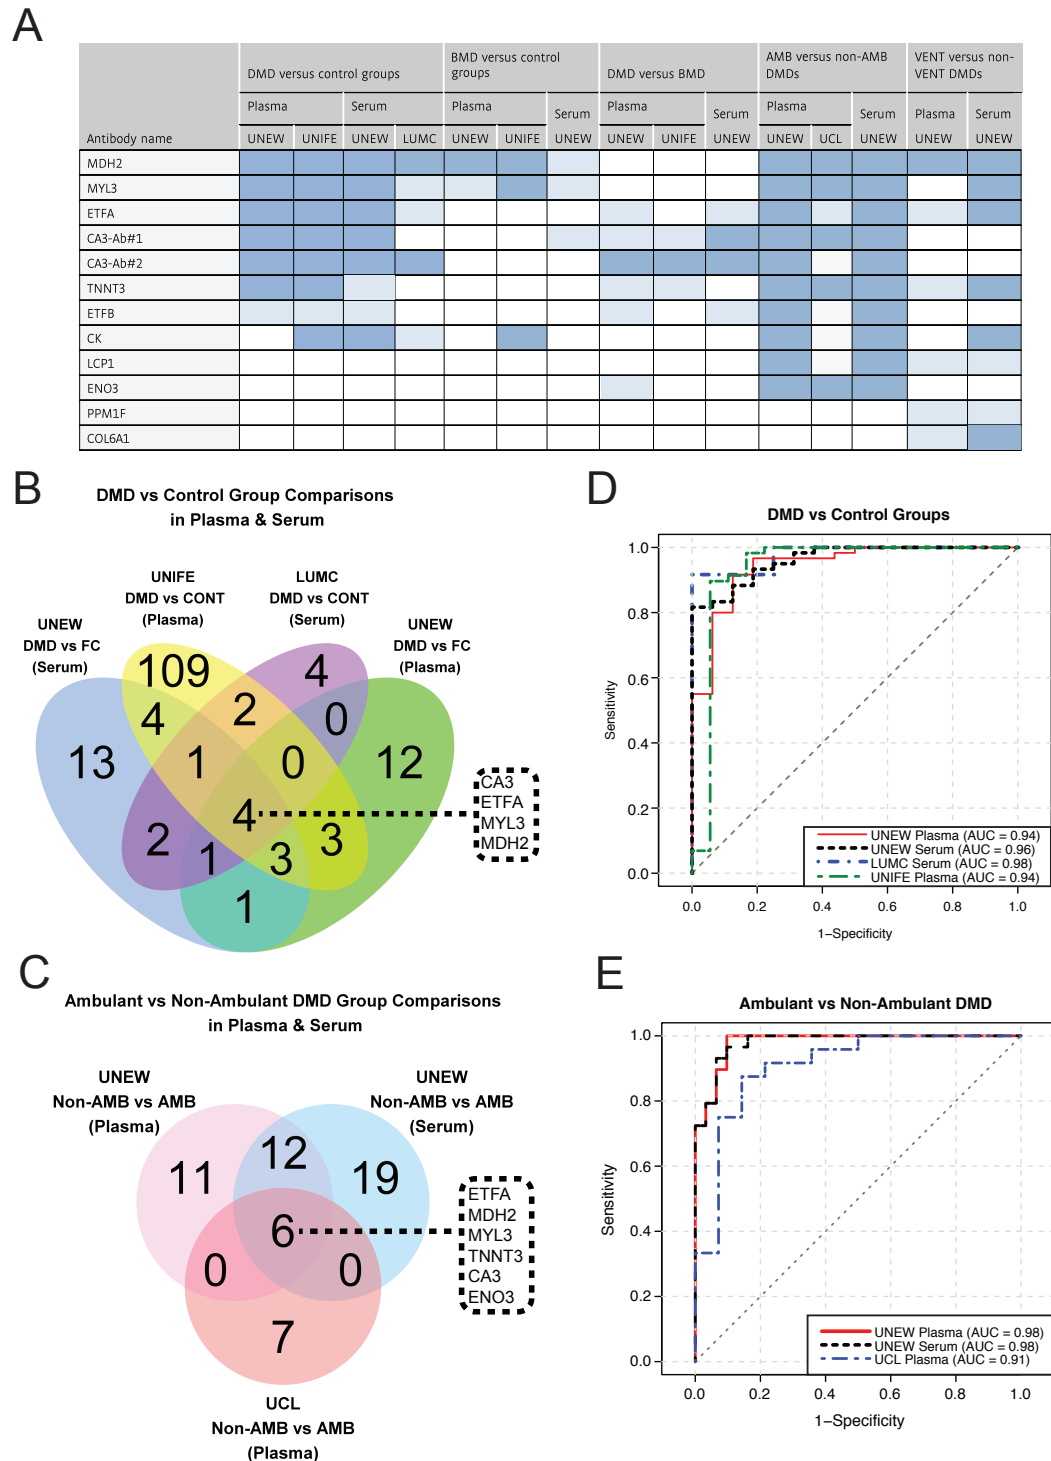 A
DMD versus control groups
BMD versus control
groups
DMD versus BMD
AMB versus non-AMB
DMDs
VENT versus non-
VENT DMDs
Plasma Serum Plasma Serum Plasma Serum Plasma Serum Plasma Serum
Antibody name UNEW UNIFE UNEW LUMC UNEW UNIFE UNEW UNEW UNIFE UNEW UNEW UCL UNEW UNEW UNEW
MDH2
MYL3
ETFA
CA3-Ab#1
CA3-Ab#2
TNNT3
ETFB
CK
LCP1
ENO3
PPM1F
COL6A1
B
DMD vs Control Group Comparisons
in Plasma & Serum
UNEW
DMD vs FC
(Serum)
UNIFE
DMD vs CONT
(Plasma)
LUMC
DMD vs CONT
(Serum)
UNEW
DMD vs FC
(Plasma)
109
4
2
4
0
13
1
0
12
4
2
1
3
3
1
CA3
ETFA
MYL3
MDH2
C
Ambulant vs Non-Ambulant DMD Group Comparisons
in Plasma & Serum
UNEW
Non-AMB vs AMB
(Plasma)
UNEW
Non-AMB vs AMB
(Serum)
11
12
19
6
0
0
7
ETFA
MDH2
MYL3
TNNT3
CA3
ENO3
UCL
Non-AMB vs AMB
(Plasma)
D
DMD vs Control Groups
Sensitivity
1.0
0.8
0.6
0.4
0.2
0.0
UNEW Plasma (AUC = 0.94)
UNEW Serum (AUC = 0.96)
LUMC Serum (AUC = 0.98)
UNIFE Plasma (AUC = 0.94)
0.0 0.2 0.4 0.6 0.8 1.0
1−Specificity
E
Ambulant vs Non-Ambulant DMD
Sensitivity
1.0
0.8
0.6
0.4
0.2
0.0
UNEW Plasma (AUC = 0.98)
UNEW Serum (AUC = 0.98)
UCL Plasma (AUC = 0.91)
0.0 0.2 0.4 0.6 0.8 1.0
1−Specificity